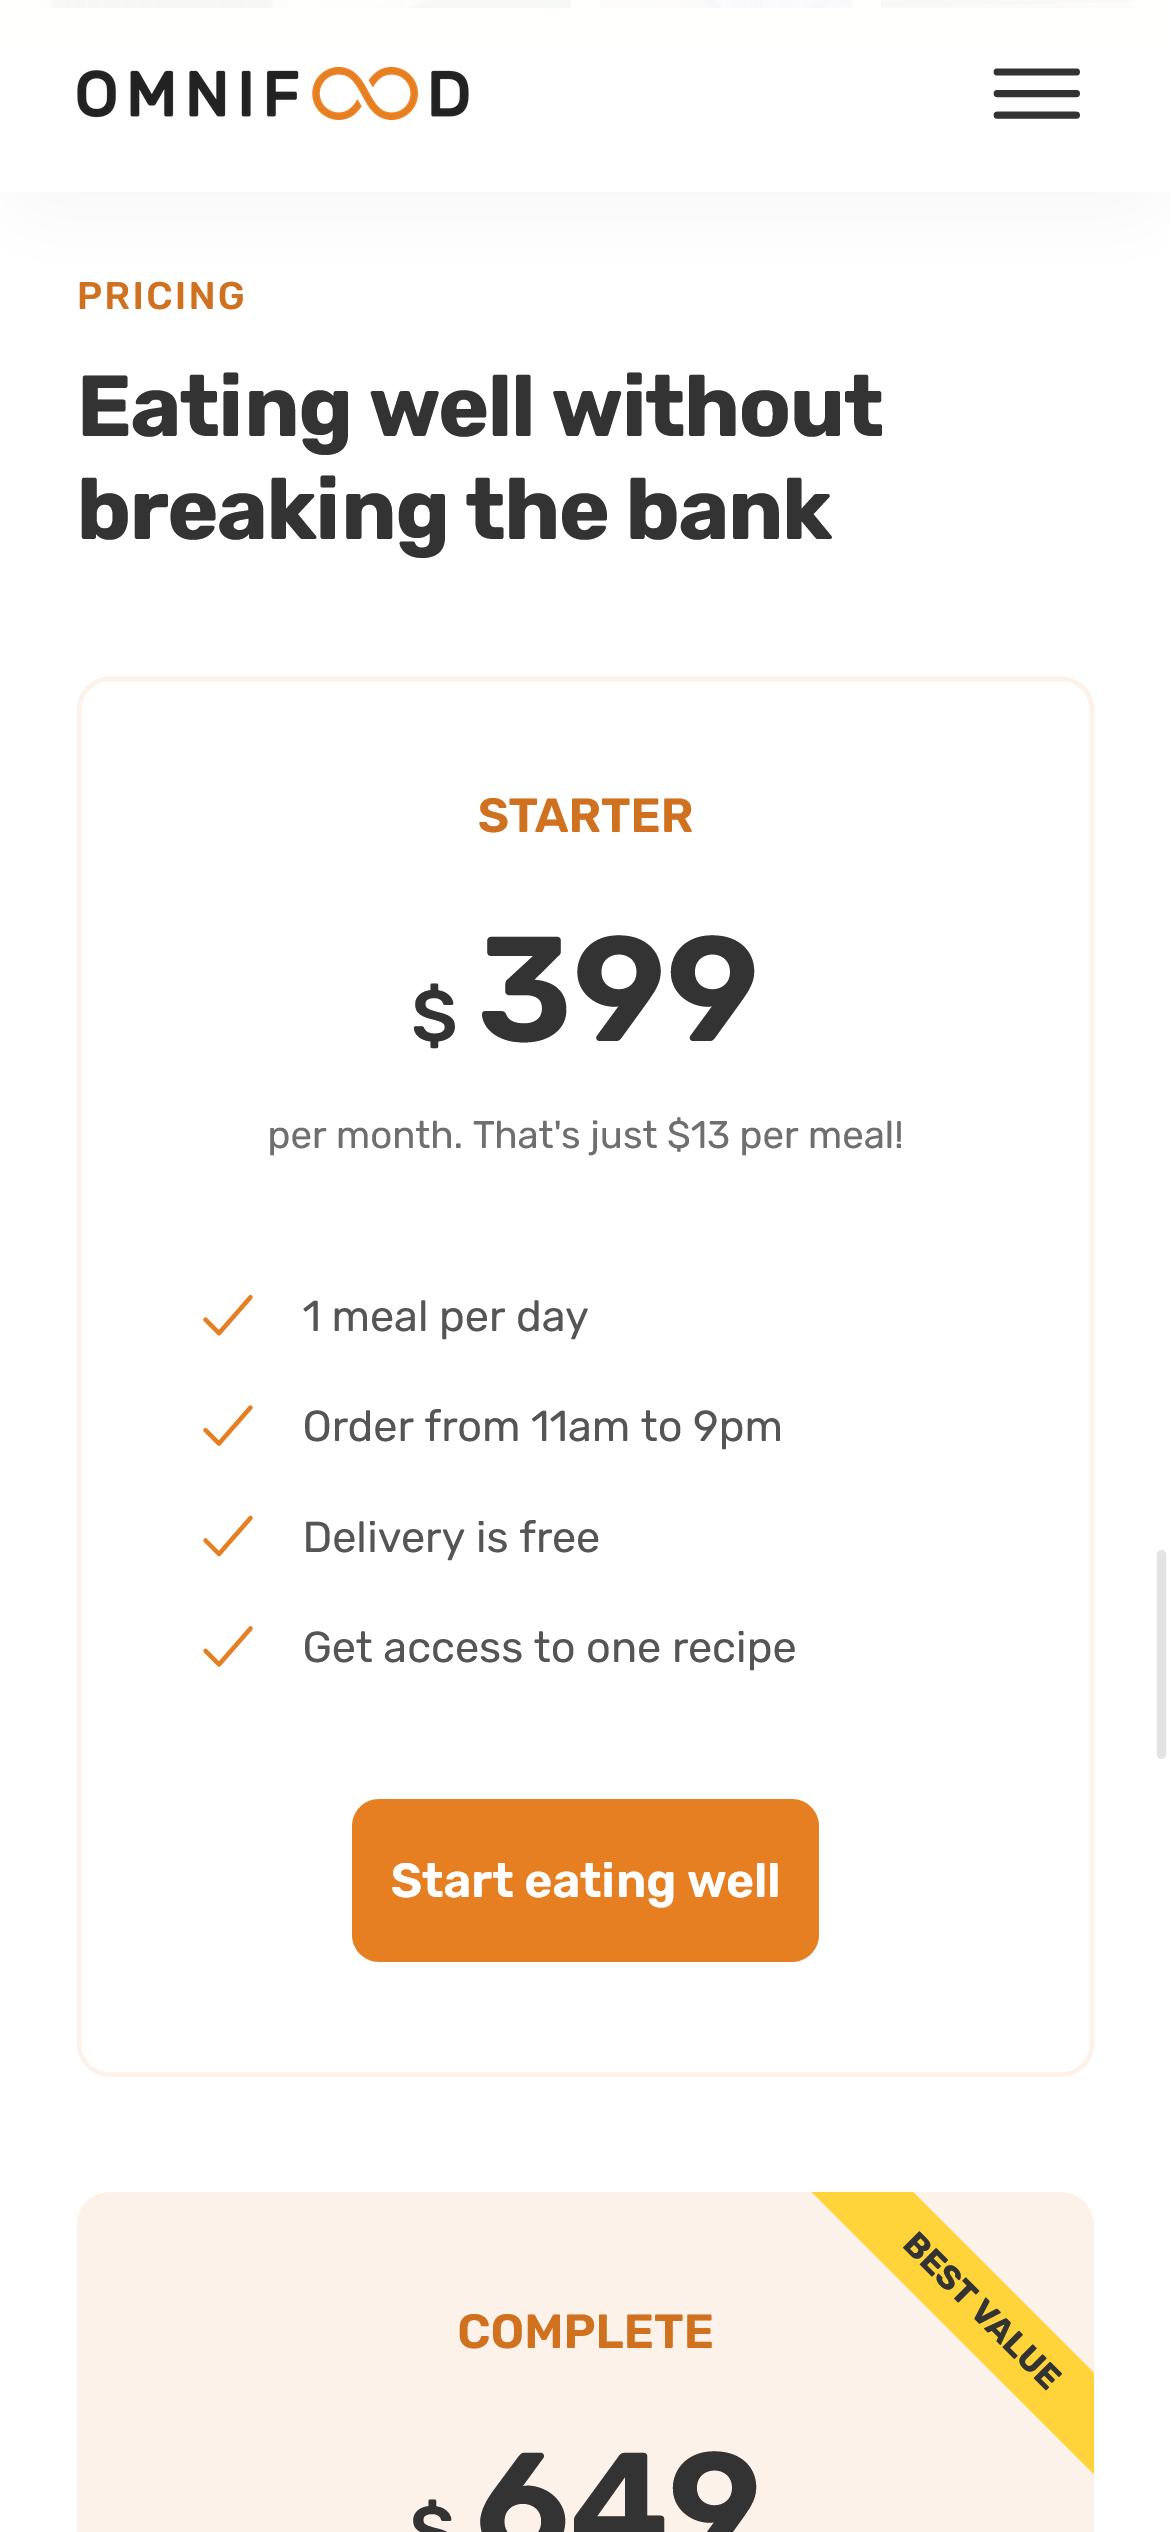 OMNIFOOD
PRICING
Eating well without
breaking the bank
STARTER
$ 399
per month. That's just $13 per meal!
1 meal per day
Order from 11am to 9pm
Delivery is free
Get access to one recipe
Start eating well
BEST VALUE
COMPLETE
$ 649